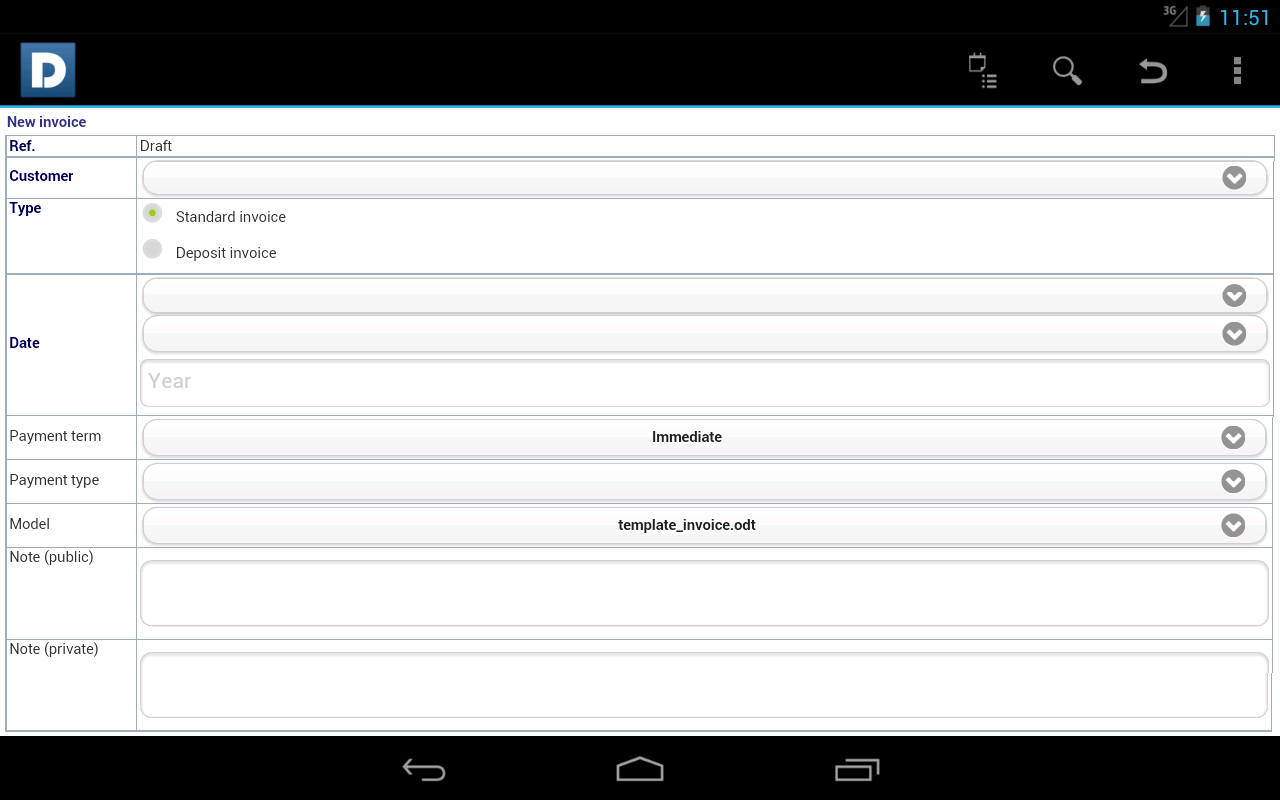 3G 11:51
D
New invoice
Ref. Draft
Customer
Type
Standard invoice
Deposit invoice
Date
Year
Payment term Immediate
Payment type
Model template_invoice.odt
Note (public)
Note (private)